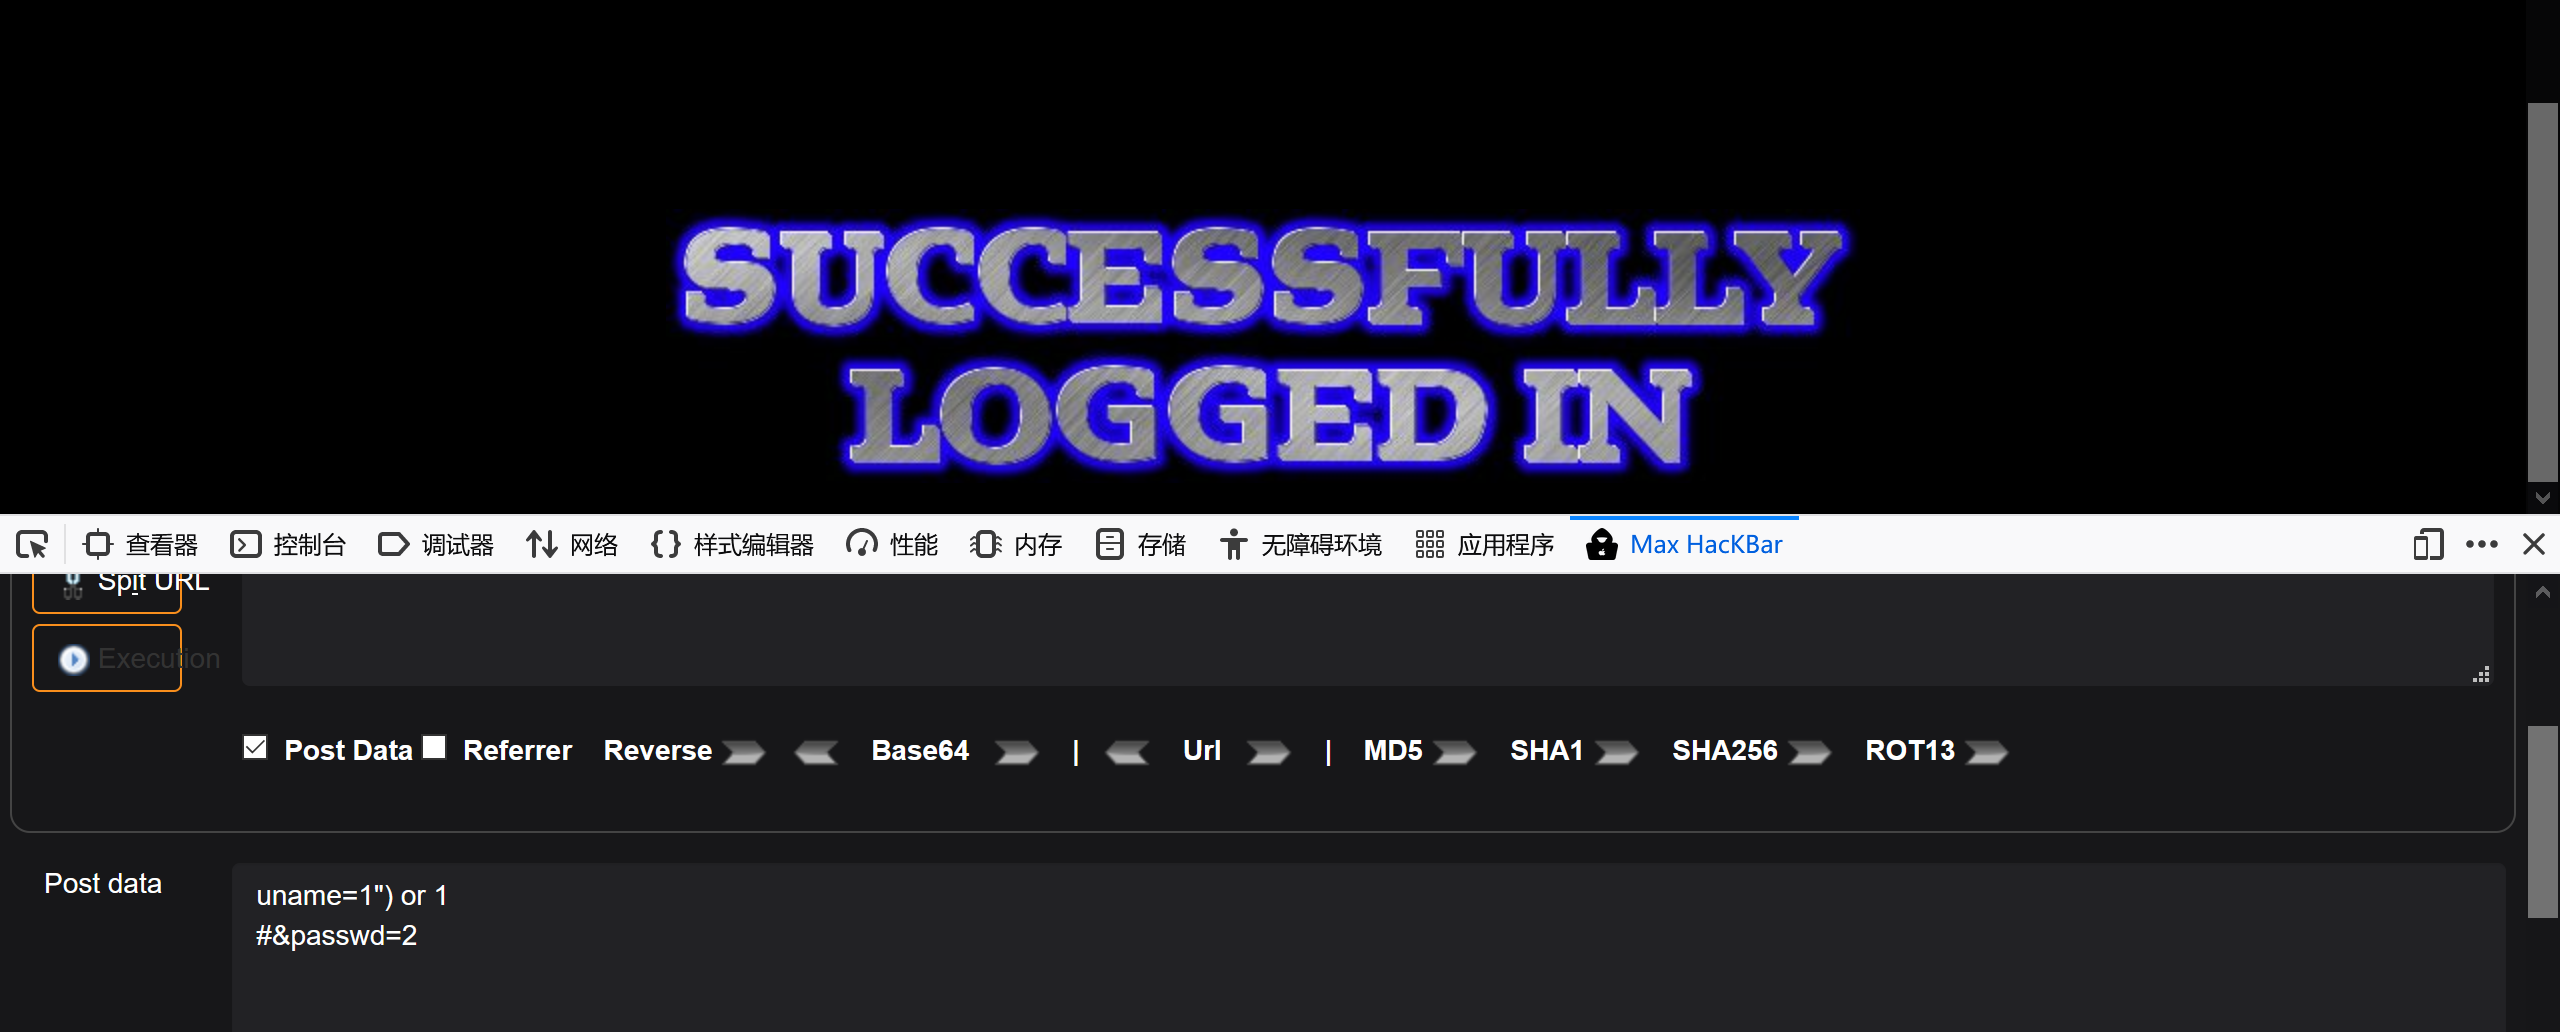 SUCCESSFULLY
LOGGED IN
查看器 控制台 调试器 网络 样式编辑器 性能 内存 存储 无障碍环境 应用程序 Max HacKBar
Spit URL
Execution
Post Data Referrer Reverse Base64 | Url | MD5 SHA1 SHA256 ROT13
Post data
uname=1") or 1
#&passwd=2